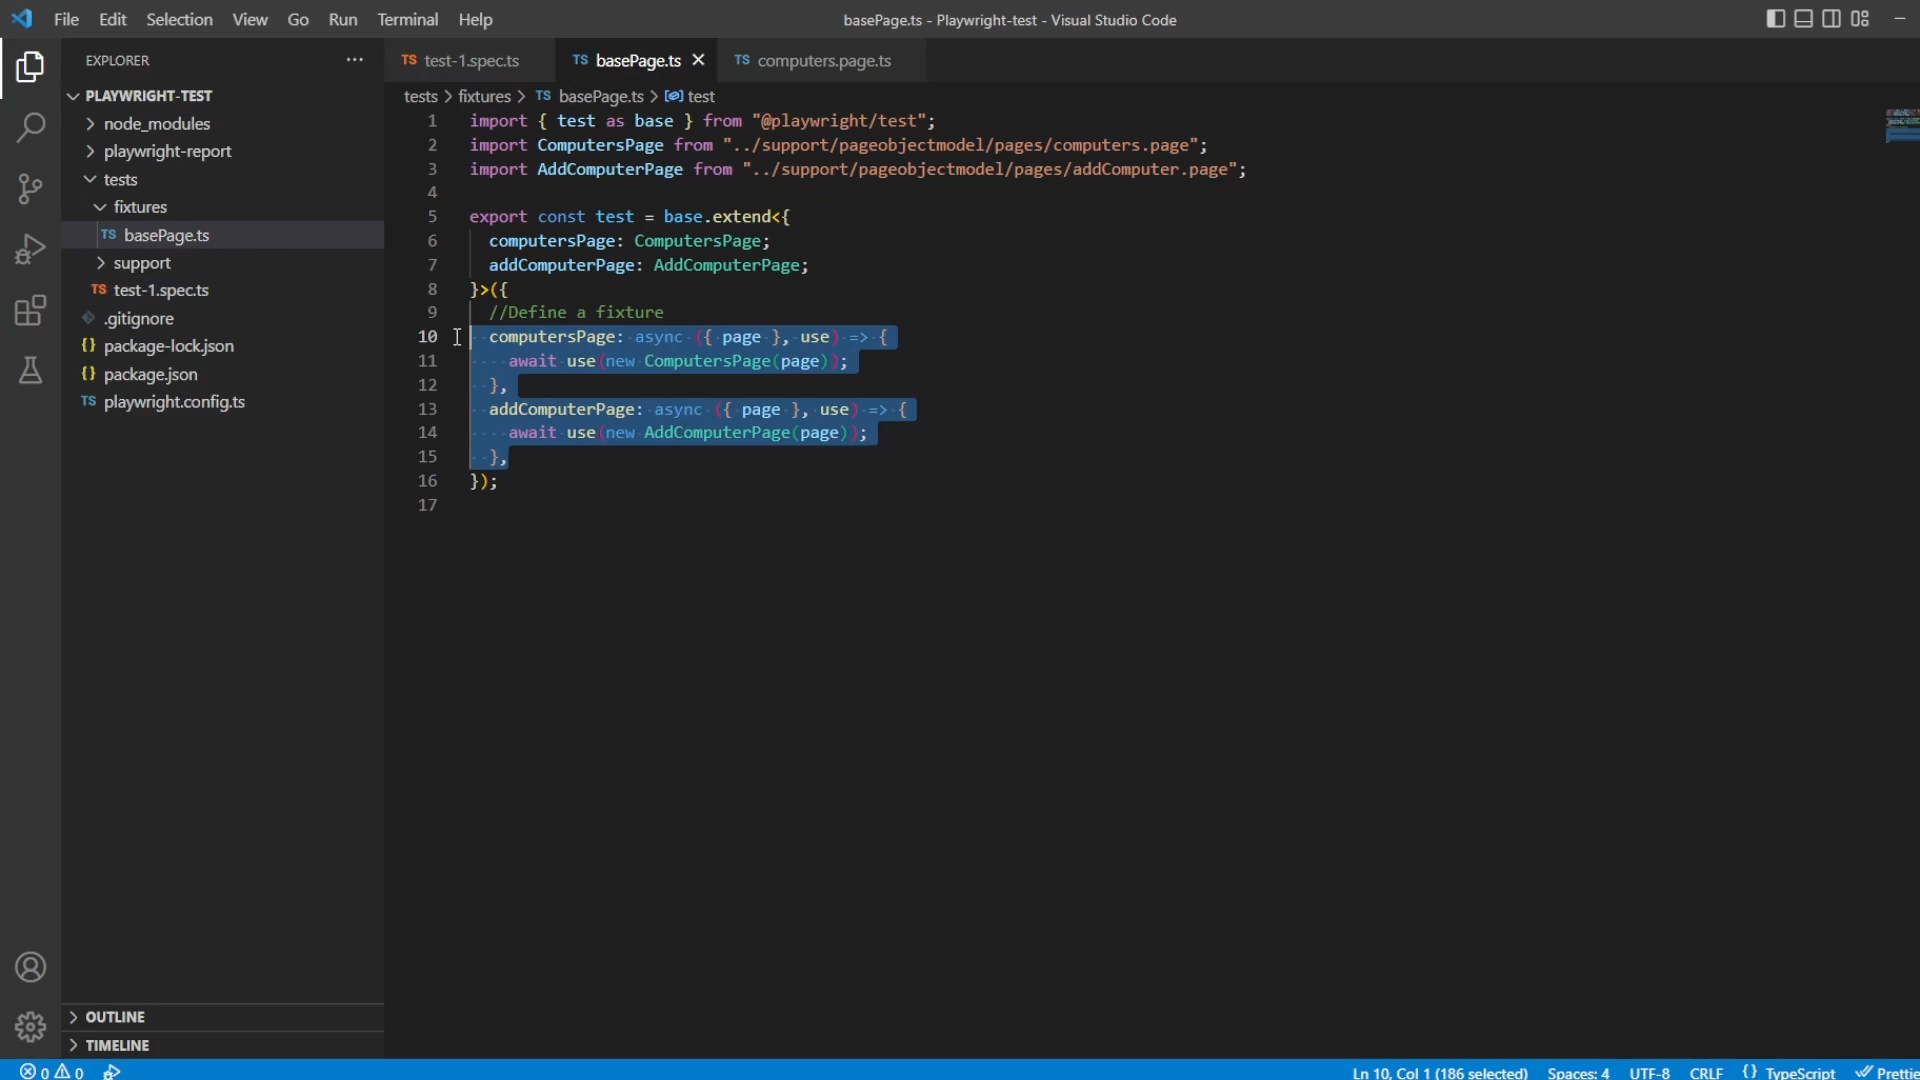 File Edit Selection View Go Run Terminal Help
basePage.ts - Playwright-test - Visual Studio Code
EXPLORER
PLAYWRIGHT-TEST
node_modules
playwright-report
tests
fixtures
TS basePage.ts
support
TS test-1.spec.ts
.gitignore
{} package-lock.json
{} package.json
TS playwright.config.ts
OUTLINE
TIMELINE
TS test-1.spec.ts
TS basePage.ts
TS computers.page.ts
tests > fixtures > TS basePage.ts > test
1 import { test as base } from "@playwright/test";
2 import ComputersPage from "../support/pageobjectmodel/pages/computers.page";
3 import AddComputerPage from "../support/pageobjectmodel/pages/addComputer.page";
4
5 export const test = base.extend<{
6 computersPage: ComputersPage;
7 addComputerPage: AddComputerPage;
8 }>({
9 //Define a fixture
10 computersPage: async ({ page }, use) => {
11 await use(new ComputersPage(page));
12 },
13 addComputerPage: async ({ page }, use) => {
14 await use(new AddComputerPage(page));
15 },
16 });
17
0 0
Ln 10, Col 1 (186 selected) Spaces: 4 UTF-8 CRLF {} TypeScript Prettie